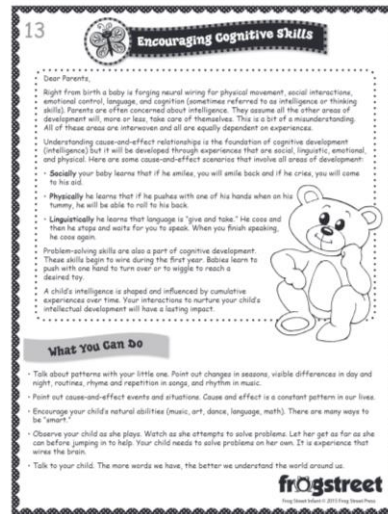 13
Encouraging Cognitive Skills
Dear Parents,
Right from birth a baby is forging neural wiring for physical movement, social interactions,
emotional control, language, and cognition (sometimes referred to as intelligence or thinking
skills). Parents are often concerned about intelligence. They assume all the other areas of
development will, more or less, take care of themselves. This is a bit of a misunderstanding.
All of these areas are interwoven and all are equally dependent on experiences.
Understanding cause-and-effect relationships is the foundation of cognitive development
(intelligence) but it will be developed through experiences that are social, linguistic, emotional,
and physical. Here are some cause-and-effect scenarios that involve all areas of development:
• Socially your baby learns that if he smiles, you will smile back and if he cries, you will come
to his aid.
• Physically he learns that if he pushes with one of his hands when on his
tummy, he will be able to roll to his back.
• Linguistically he learns that language is "give and take." He coos and
then he stops and waits for you to speak. When you finish speaking,
he coos again.
Problem-solving skills are also a part of cognitive development.
These skills begin to wire during the first year. Babies learn to
push with one hand to turn over or to wiggle to reach a
desired toy.
A child's intelligence is shaped and influenced by cumulative
experiences over time. Your interactions to nurture your child's
intellectual development will have a lasting impact.
What You Can Do
• Talk about patterns with your little one. Point out changes in seasons, visible differences in day and
night, routines, rhyme and repetition in songs, and rhythm in music.
• Point out cause-and-effect events and situations. Cause and effect is a constant pattern in our lives.
• Encourage your child's natural abilities (music, art, dance, language, math). There are many ways to
be "smart."
• Observe your child as she plays. Watch as she attempts to solve problems. Let her get as far as she
can before jumping in to help. Your child needs to solve problems on her own. It is experience that
wires the brain.
• Talk to your child. The more words we have, the better we understand the world around us.
frogstreet
Frog Street Infant © 2013 Frog Street Press